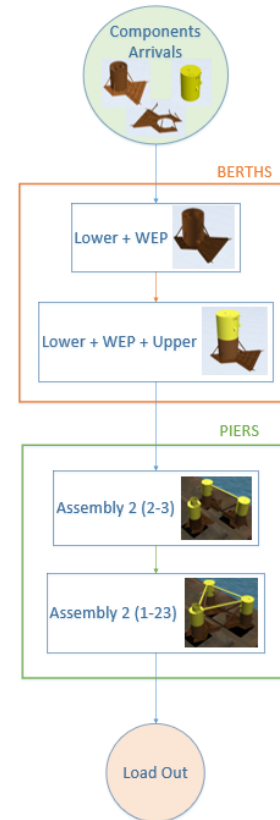 Components
Arrivals
BERTHS
Lower + WEP
Lower + WEP + Upper
PIERS
Assembly 2 (2-3)
Assembly 2 (1-23)
Load Out